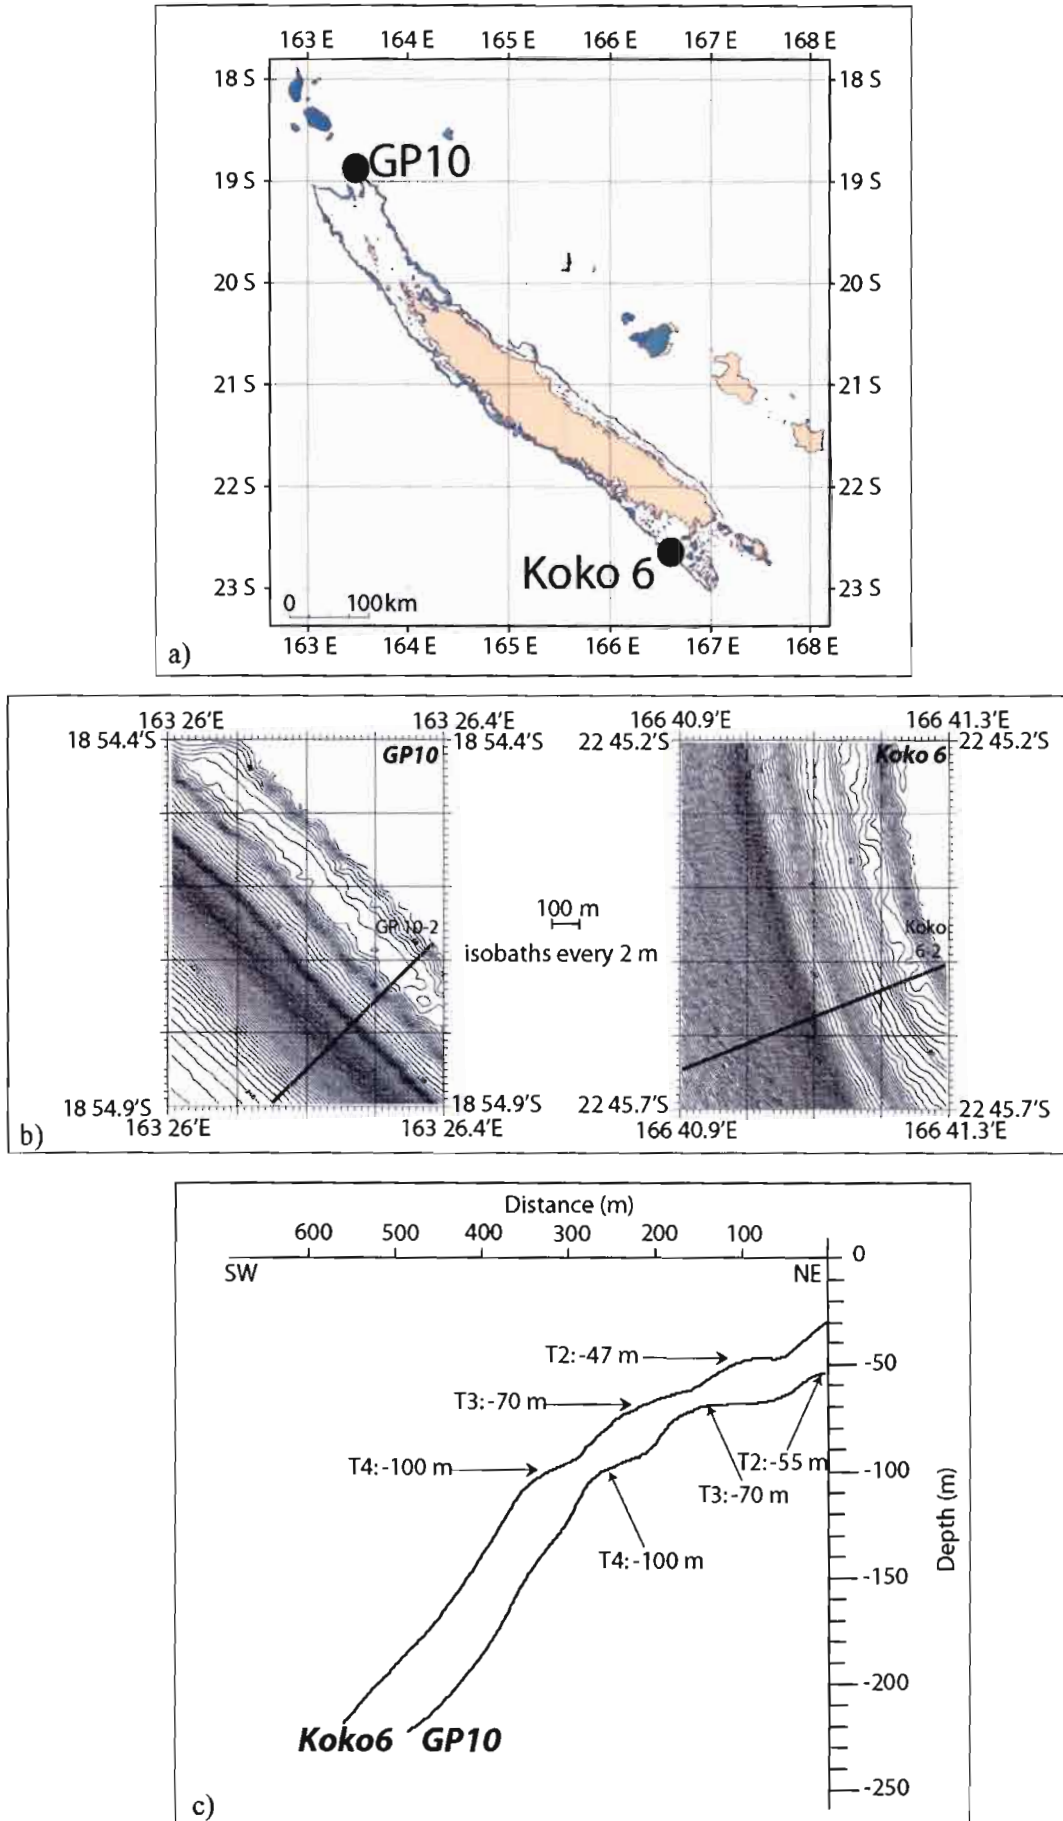 163 E 164 E 165 E 166 E 167 E 168 E
18 S 18 S
GP10
19 S 19 S
20 S 20 S
21 S 21 S
22 S 22 S
Koko 6
23 S 23 S
0 100km
163 E 164 E 165 E 166 E 167 E 168 E
a)
163 26'E 163 26.4'E 166 40.9'E 166 41.3'E
18 54.4'S GP10 18 54.4'S 22 45.2'S Koko 6 22 45.2'S
GP 10-2
100 m
isobaths every 2 m
Koko
6-2
18 54.9'S 18 54.9'S 22 45.7'S 22 45.7'S
163 26'E 163 26.4'E 166 40.9'E 166 41.3'E
b)
Distance (m)
600 500 400 300 200 100
0
SW NE
T2:-47 m
-50
T3:-70 m
T4:-100 m
T2:-55 m
-100
T3:-70 m
Depth (m)
T4:-100 m
-150
-200
Koko6 GP10
-250
c)